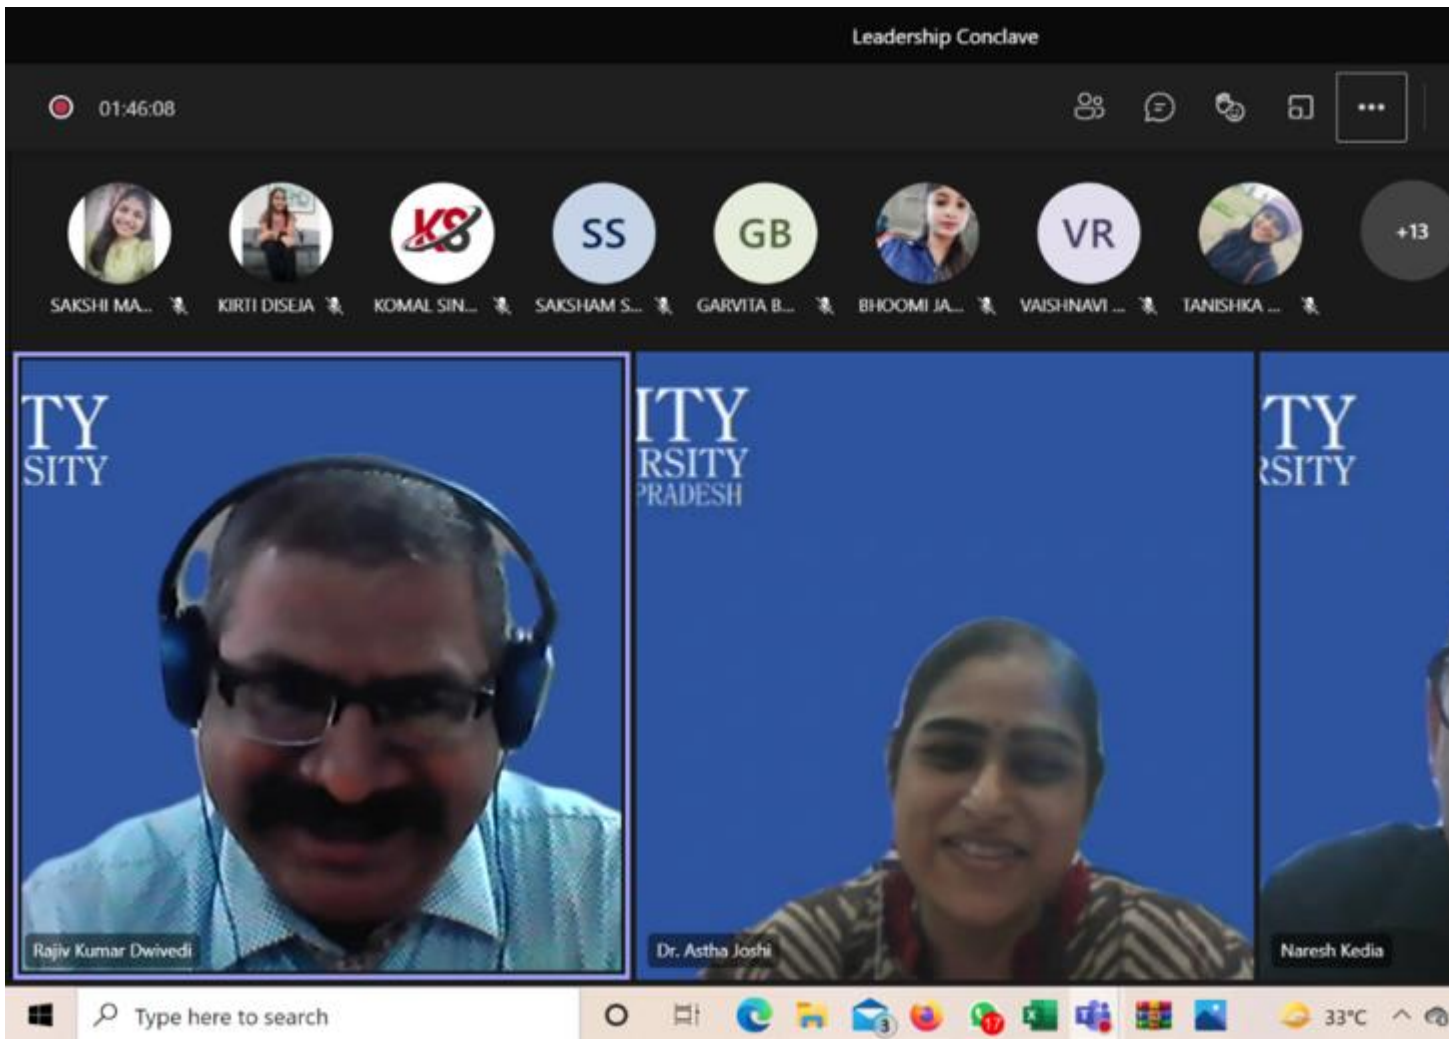 Leadership Conclave
01:46:08
KS
SS
GB
VR
+13
SAKSHI MA...
KIRTI DISEJA
KOMAL SIN...
SAKSHAM S...
GARVITA B...
BHOOMI JA...
VAISHNAVI ...
TANISHKA ...
TY
SITY
ITY
RSITY
PRADESH
TY
RSITY
Rajiv Kumar Dwivedi
Dr. Astha Joshi
Naresh Kedia
Type here to search
3
17
33°C